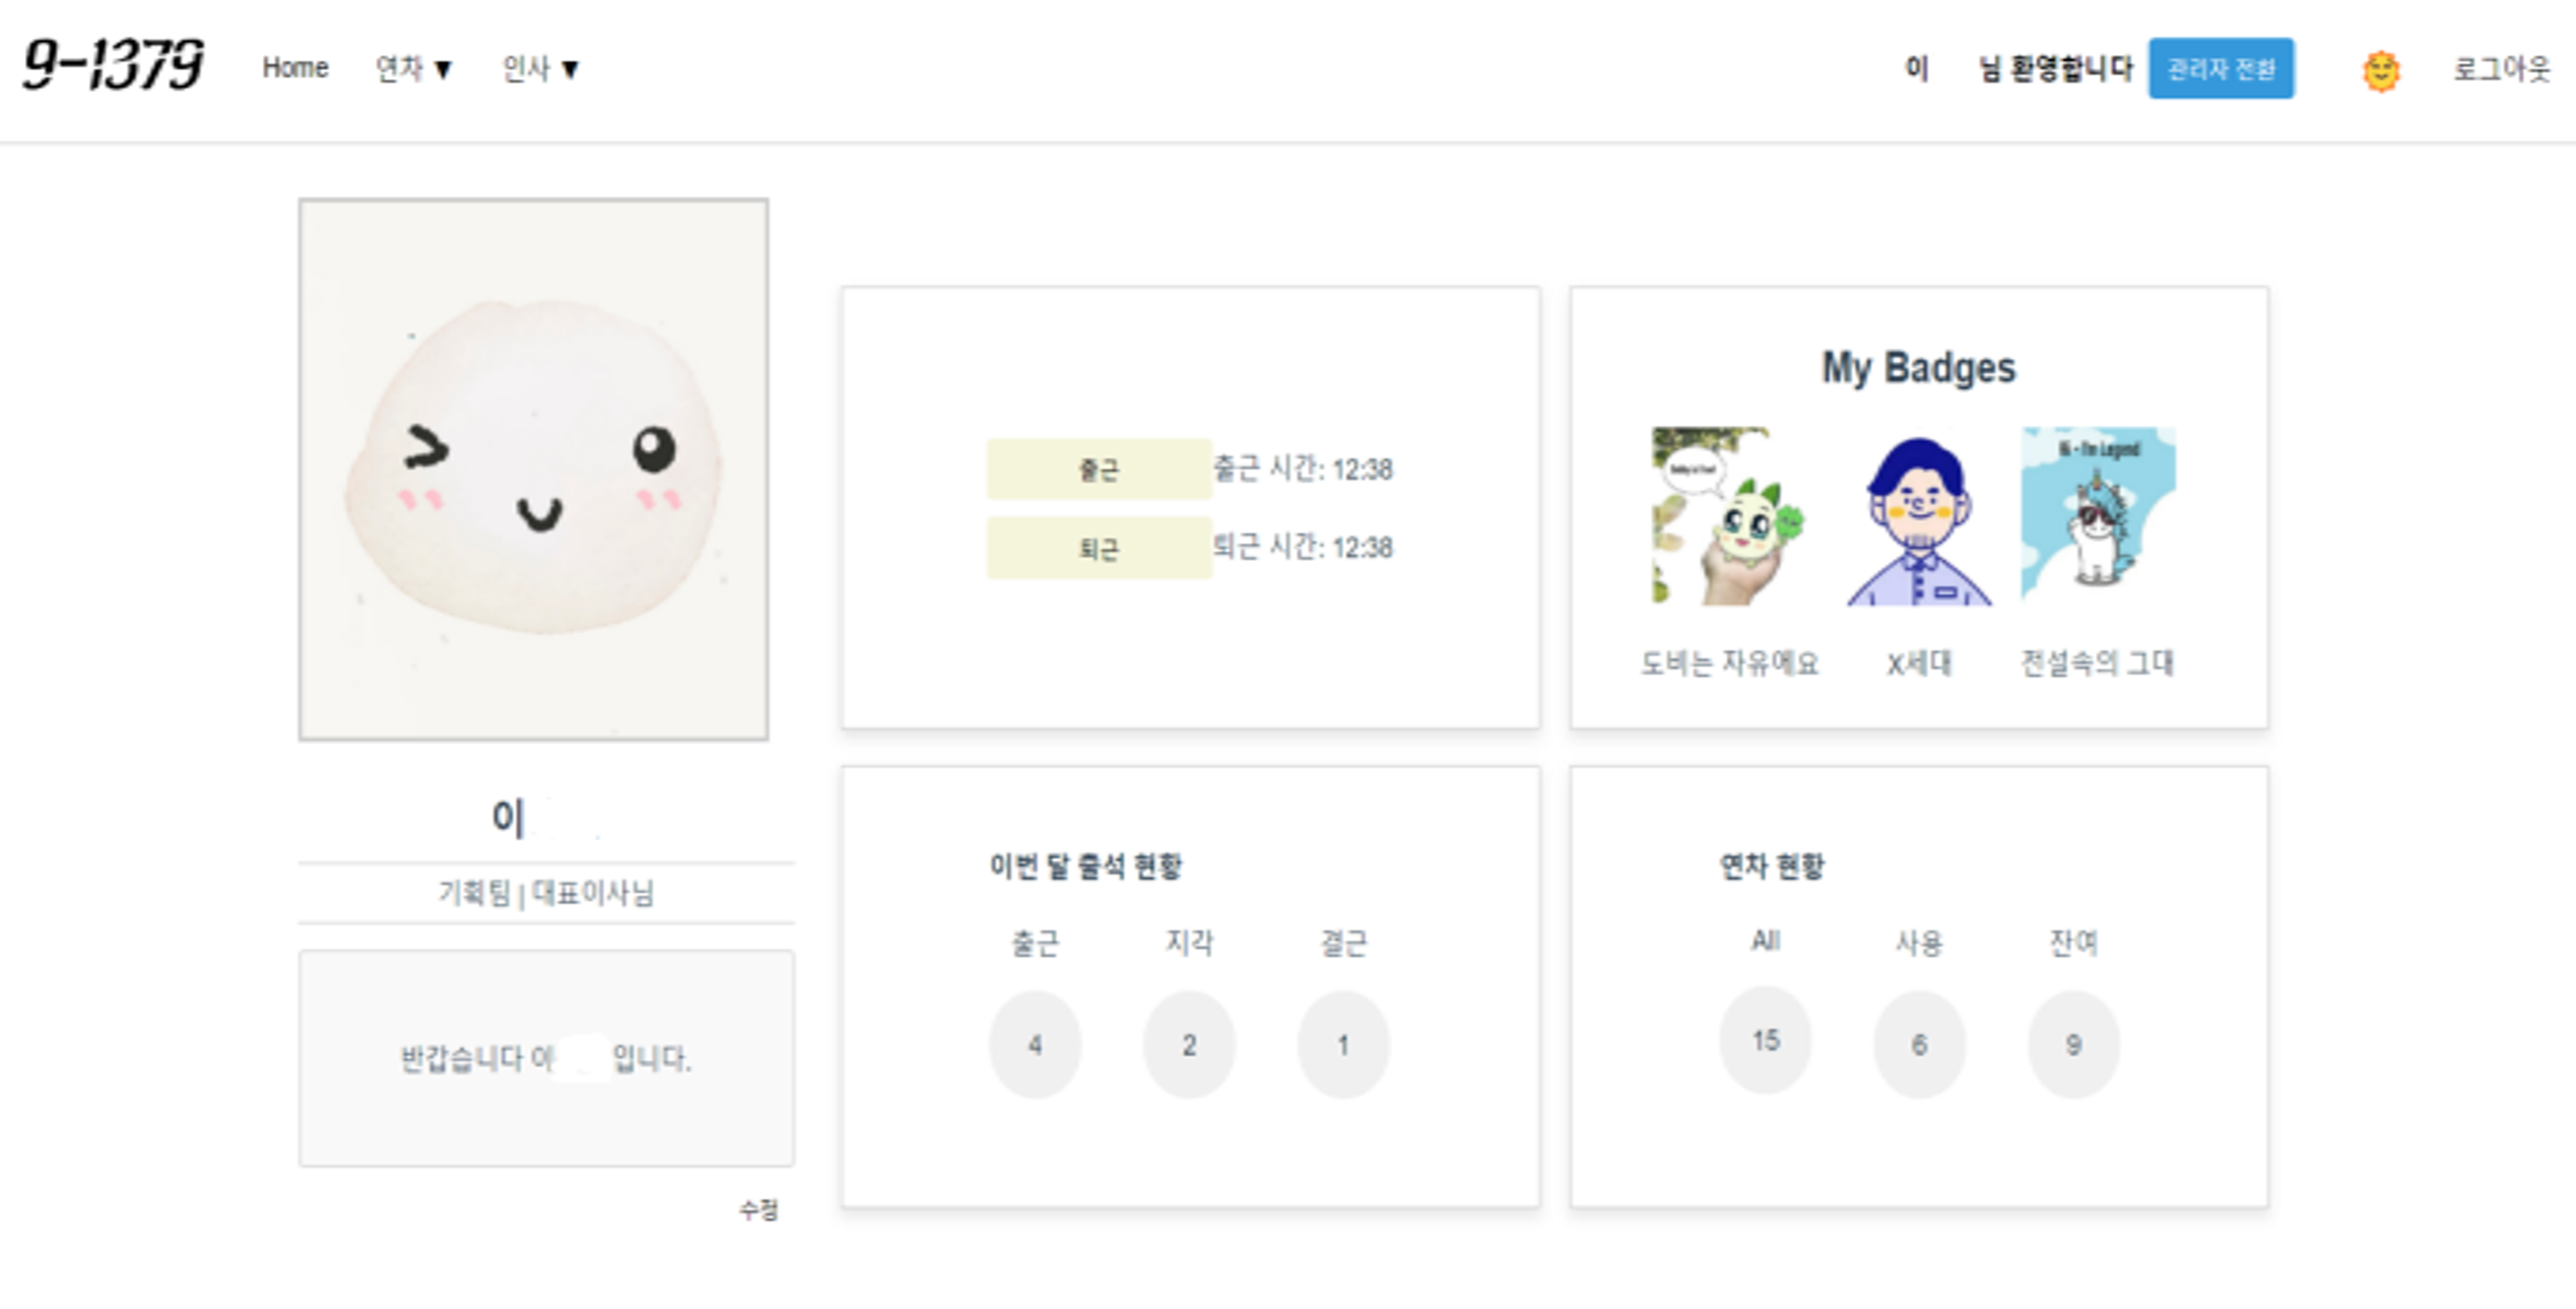 9-1379
Home 연차 ▼ 인사 ▼
이 님 환영합니다 관리자 전환 로그아웃
이
기획팀 | 대표이사님
반갑습니다 이 입니다.
수정
출근 출근 시간: 12:38
퇴근 퇴근 시간: 12:38
My Badges
도비는 자유에요 X세대 전설속의 그대
이번 달 출석 현황
출근 지각 결근
4 2 1
연차 현황
All 사용 잔여
15 6 9